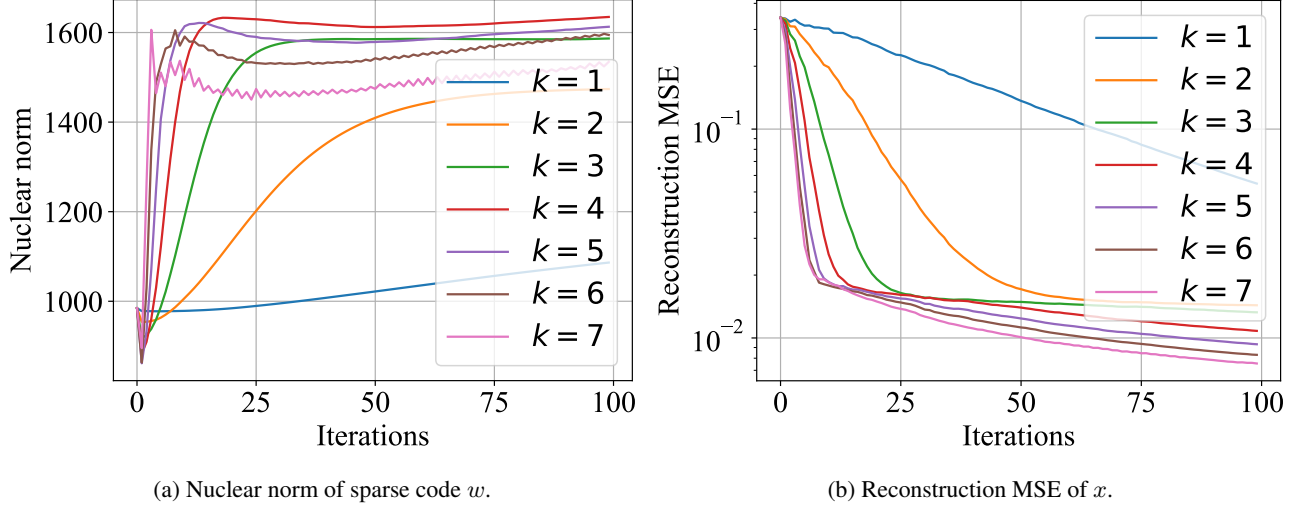 Nuclear norm
1600
1400
1200
1000
0
25
50
75
100
Iterations
k = 1
k = 2
k = 3
k = 4
k = 5
k = 6
k = 7
(a) Nuclear norm of sparse code w.
Reconstruction MSE
10⁻¹
10⁻²
0
25
50
75
100
Iterations
k = 1
k = 2
k = 3
k = 4
k = 5
k = 6
k = 7
(b) Reconstruction MSE of x.